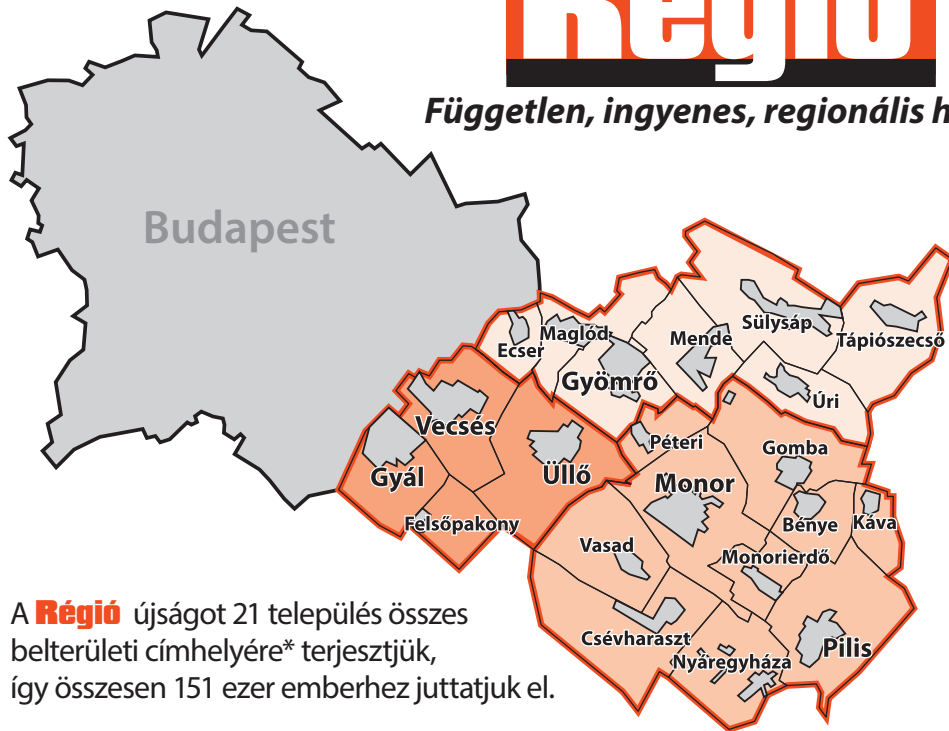 Régió
Független, ingyenes, regionális h
Budapest
Ecser
Maglód
Gyömrő
Mende
Sülysáp
Tápiószecső
Úri
Vecsés
Gyál
Üllő
Felsőpakony
Péteri
Monor
Gomba
Bénye
Káva
Vasad
Monorierdő
Csévharaszt
Nyáregyháza
Pilis
A Régió újságot 21 település összes
belterületi címhelyére* terjesztjük,
így összesen 151 ezer emberhez juttatjuk el.